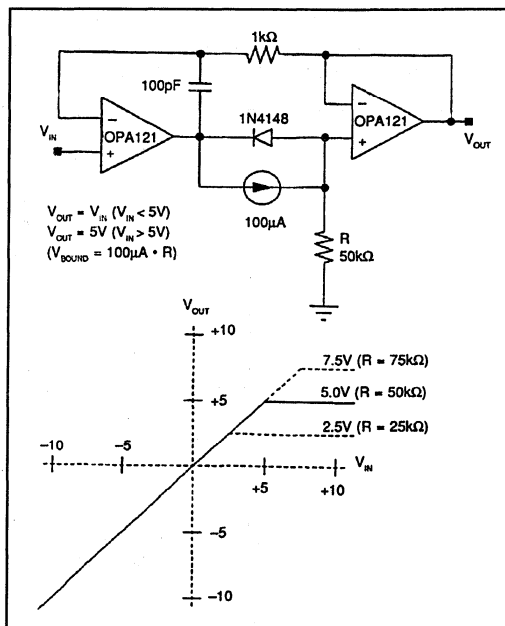 1kΩ
100pF
1N4148
OPA121
OPA121
V_IN
V_OUT
−
+
−
+
100μA
R
50kΩ
V_OUT = V_IN (V_IN < 5V)
V_OUT = 5V (V_IN > 5V)
(V_BOUND = 100μA • R)
V_OUT
+10
7.5V (R = 75kΩ)
+5
5.0V (R = 50kΩ)
2.5V (R = 25kΩ)
−10
−5
V_IN
+5
+10
−5
−10